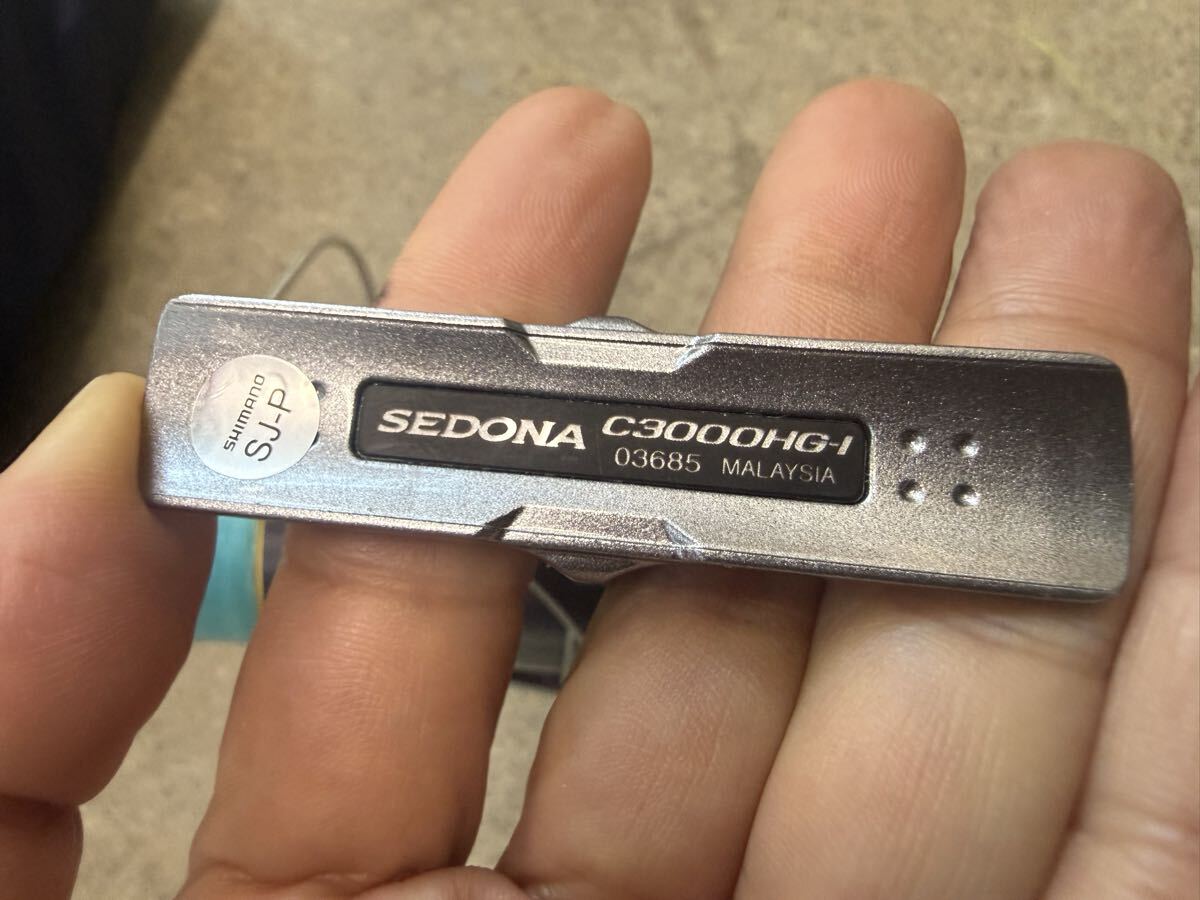 SHIMANO
SJ-P
SEDONA C3000HG-I
03685 MALAYSIA